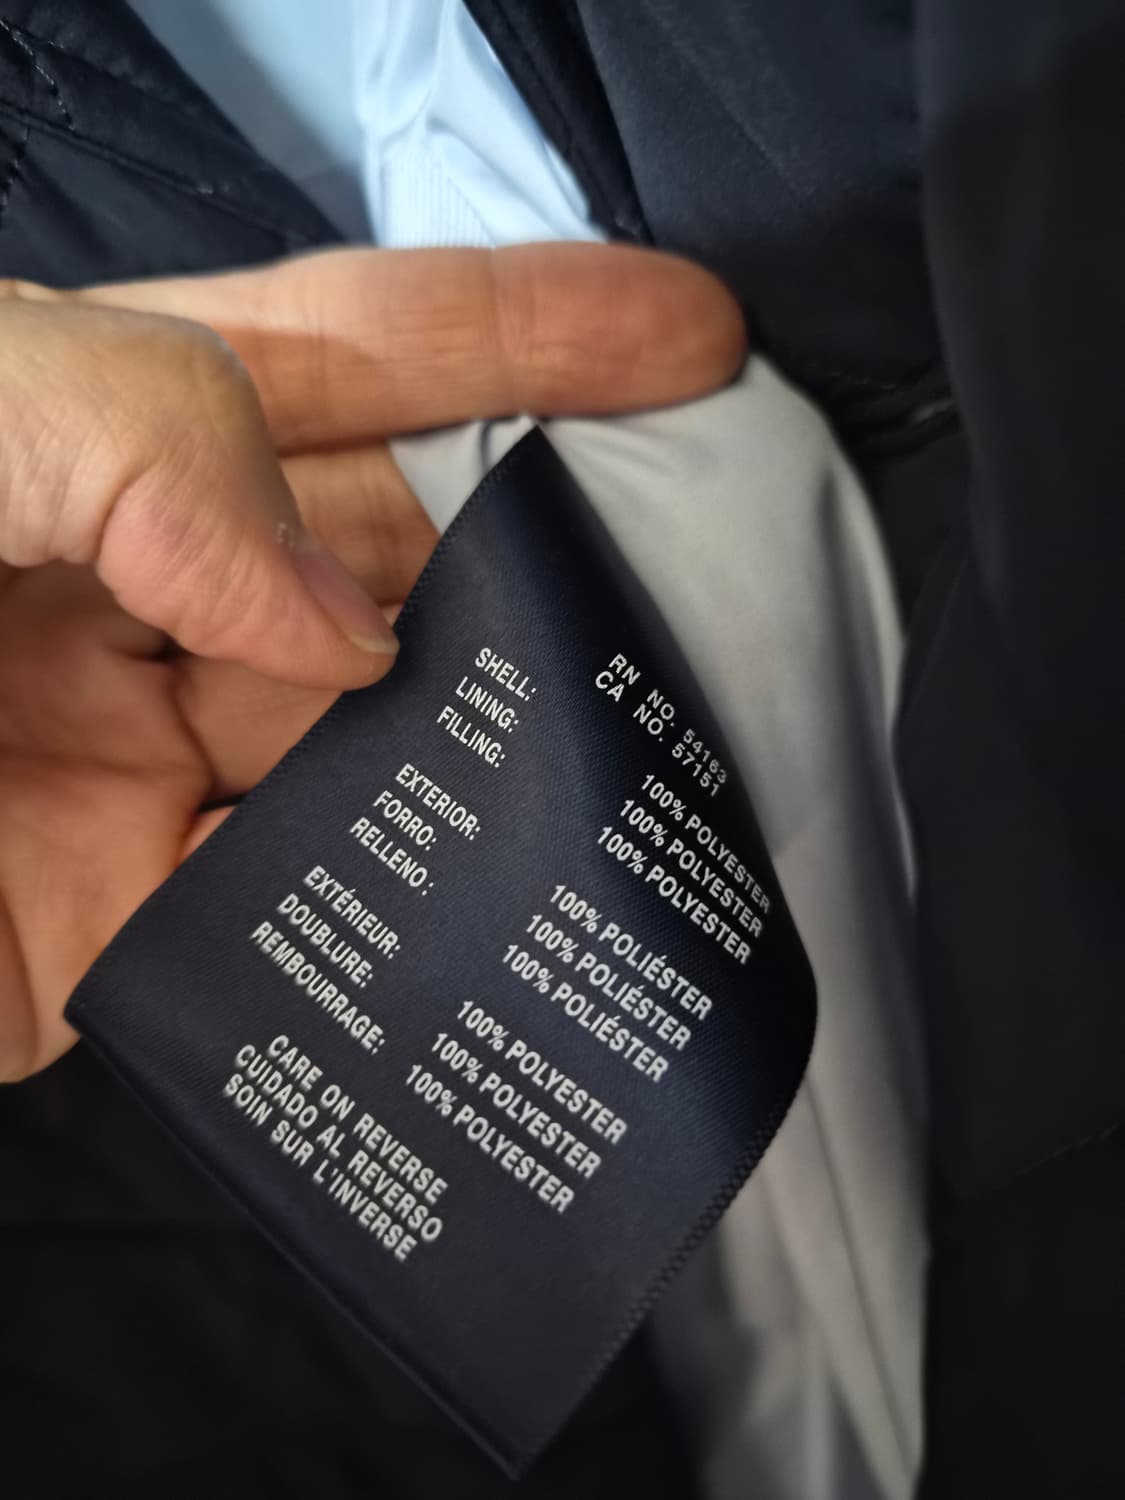 RN NO. 54163
CA NO. 57151
SHELL: 100% POLYESTER
LINING: 100% POLYESTER
FILLING: 100% POLYESTER
EXTERIOR: 100% POLIÉSTER
FORRO: 100% POLIÉSTER
RELLENO: 100% POLIÉSTER
EXTÉRIEUR: 100% POLYESTER
DOUBLURE: 100% POLYESTER
REMBOURRAGE: 100% POLYESTER
CARE ON REVERSE
CUIDADO AL REVERSO
SOIN SUR L'INVERSE